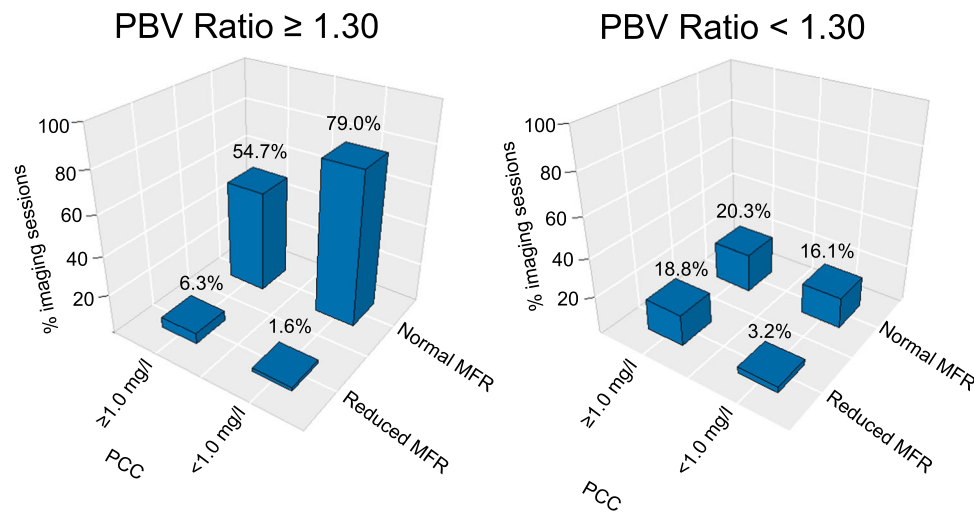 PBV Ratio ≥ 1.30
PBV Ratio < 1.30
% imaging sessions
100
80
60
40
20
54.7%
79.0%
6.3%
1.6%
≥1.0 mg/l
<1.0 mg/l
PCC
Normal MFR
Reduced MFR
% imaging sessions
100
80
60
40
20
20.3%
16.1%
18.8%
3.2%
≥1.0 mg/l
<1.0 mg/l
PCC
Normal MFR
Reduced MFR